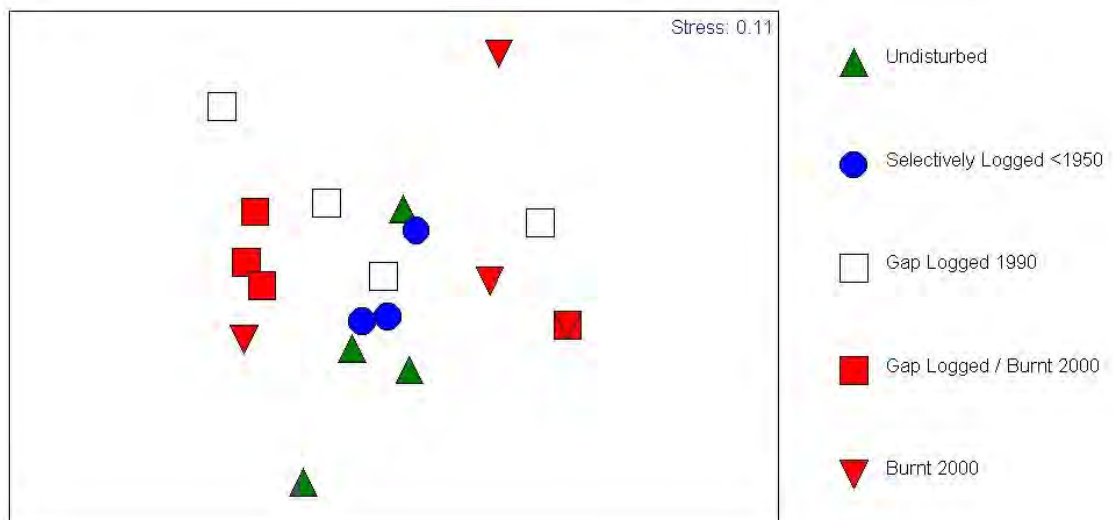 Stress: 0.11
Undisturbed
Selectively Logged <1950
Gap Logged 1990
Gap Logged / Burnt 2000
Burnt 2000